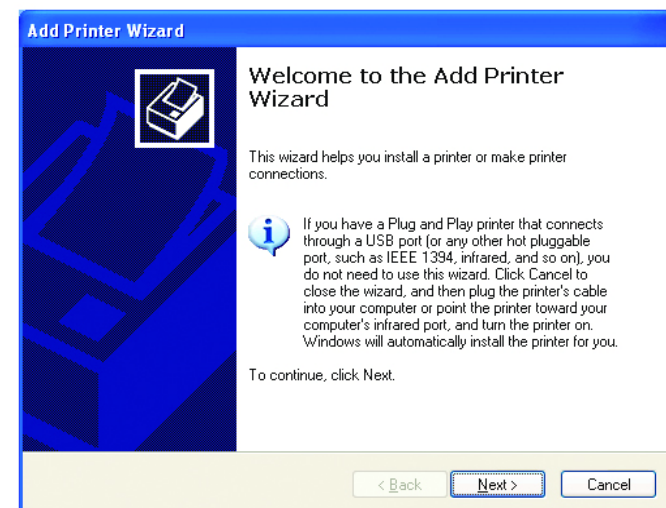 Add Printer Wizard
Welcome to the Add Printer
Wizard
This wizard helps you install a printer or make printer
connections.
If you have a Plug and Play printer that connects
through a USB port (or any other hot pluggable
port, such as IEEE 1394, infrared, and so on), you
do not need to use this wizard. Click Cancel to
close the wizard, and then plug the printer's cable
into your computer or point the printer toward your
computer's infrared port, and turn the printer on.
Windows will automatically install the printer for you.
To continue, click Next.
< Back Next > Cancel